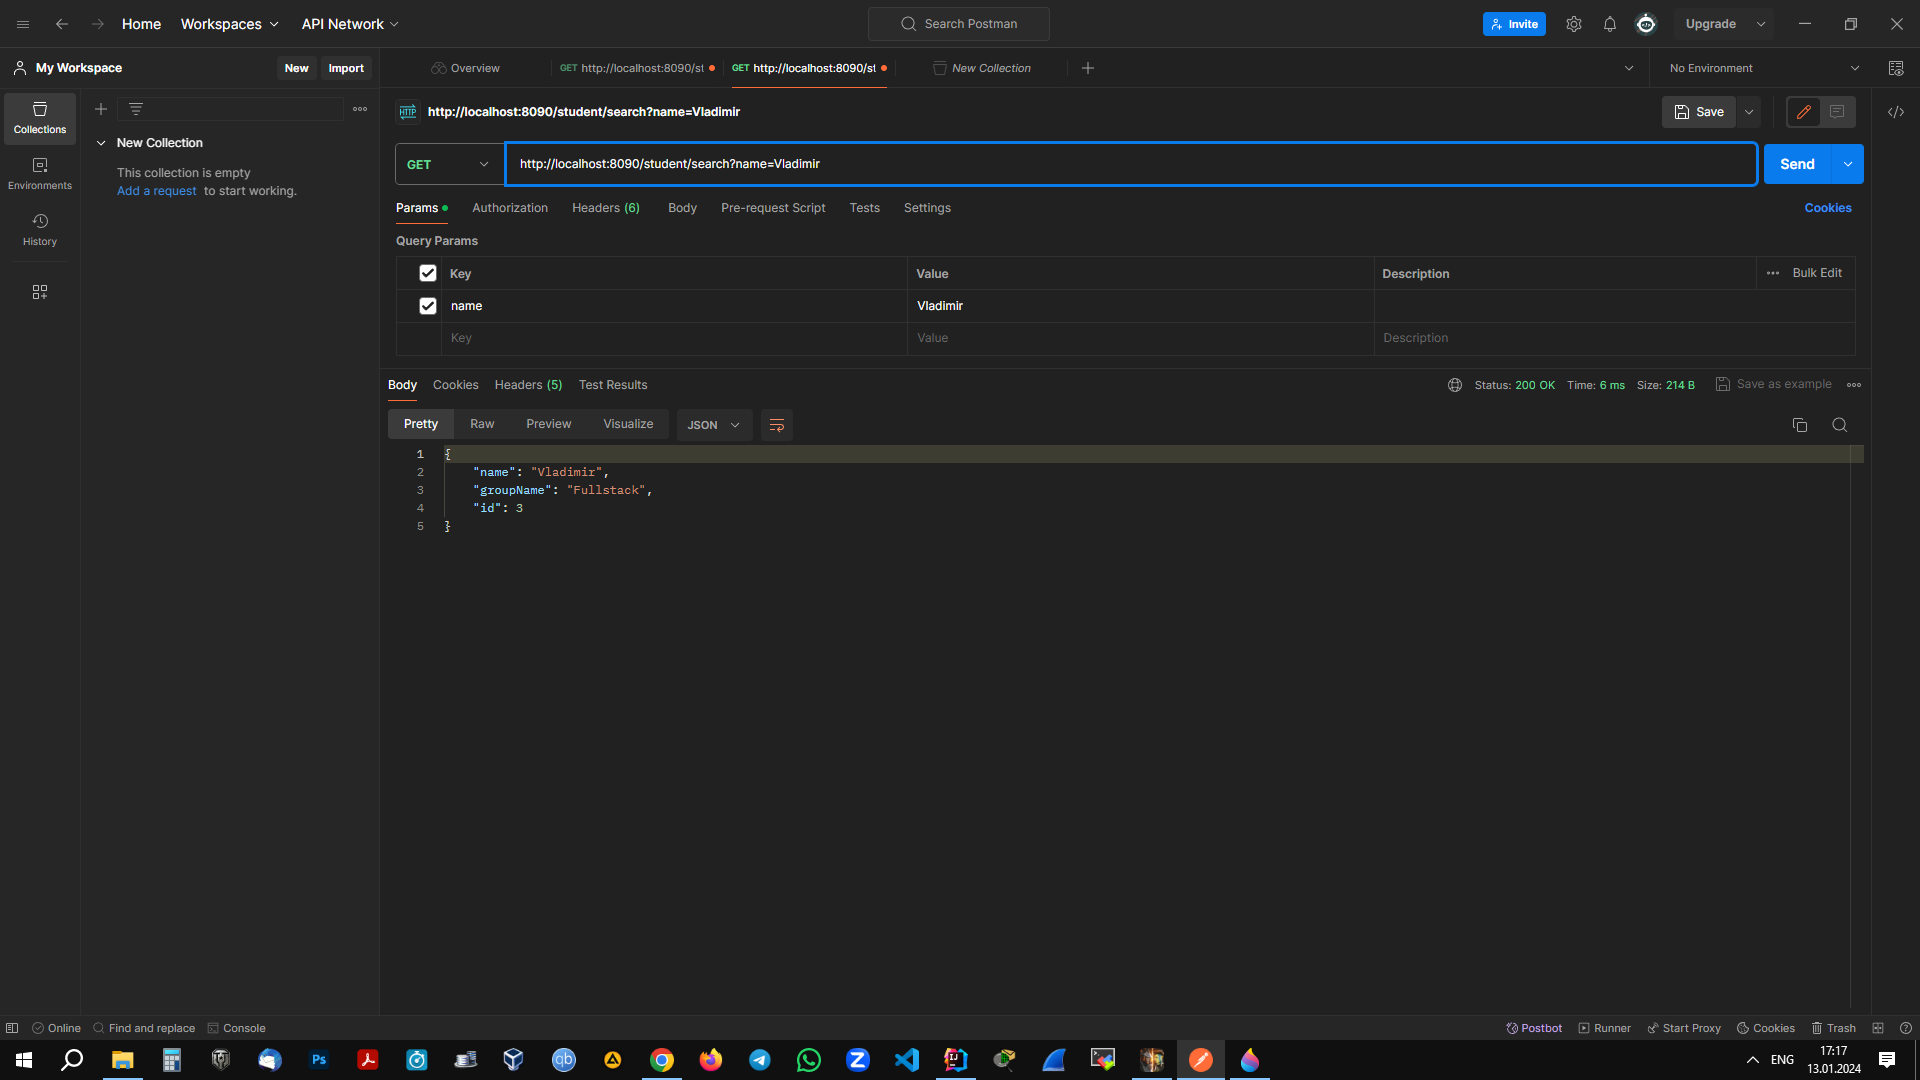 Home Workspaces API Network Search Postman Invite Upgrade
My Workspace New Import Overview GET http://localhost:8090/st GET http://localhost:8090/st New Collection No Environment
Collections
New Collection
This collection is empty
Add a request to start working.
Environments
History
HTTP http://localhost:8090/student/search?name=Vladimir Save
GET http://localhost:8090/student/search?name=Vladimir Send
Params Authorization Headers (6) Body Pre-request Script Tests Settings Cookies
Query Params
Key Value Description Bulk Edit
name Vladimir
Key Value Description
Body Cookies Headers (5) Test Results Status: 200 OK Time: 6 ms Size: 214 B Save as example
Pretty Raw Preview Visualize JSON
1 {
2 "name": "Vladimir",
3 "groupName": "Fullstack",
4 "id": 3
5 }
Online Find and replace Console Postbot Runner Start Proxy Cookies Trash
Ps qb Z IJ ENG 17:17
13.01.2024